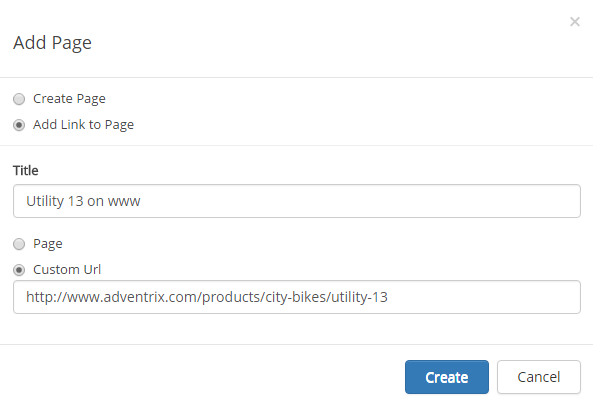 ×
Add Page
Create Page
Add Link to Page
Title
Utility 13 on www
Page
Custom Url
http://www.adventrix.com/products/city-bikes/utility-13
Create Cancel